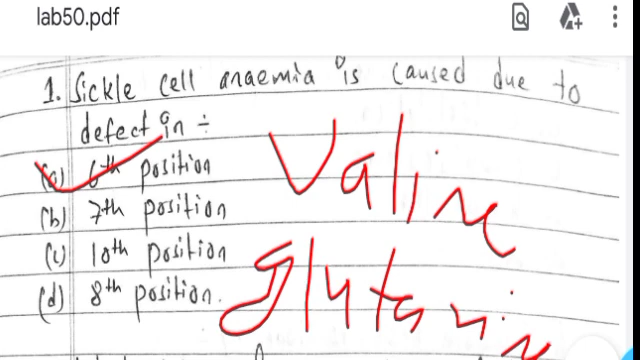 lab50.pdf
1. Sickle cell anaemia is caused due to
defect in ÷
(a) 6th position
(b) 7th position
(c) 10th position
(d) 8th position.
Valine